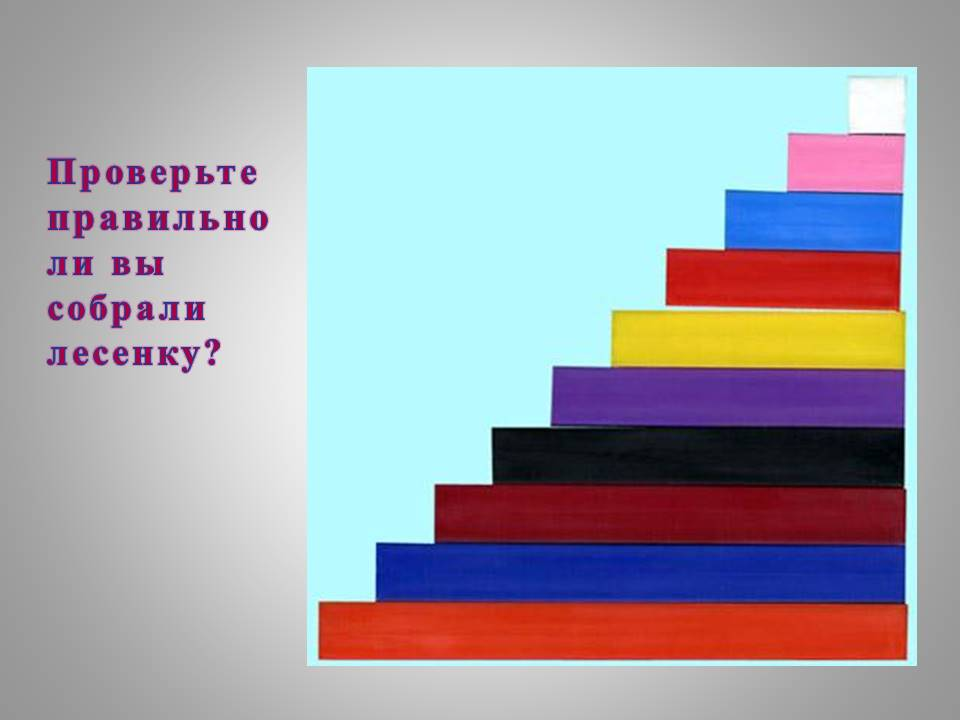 Проверьте
правильно
ли вы
собрали
лесенку?